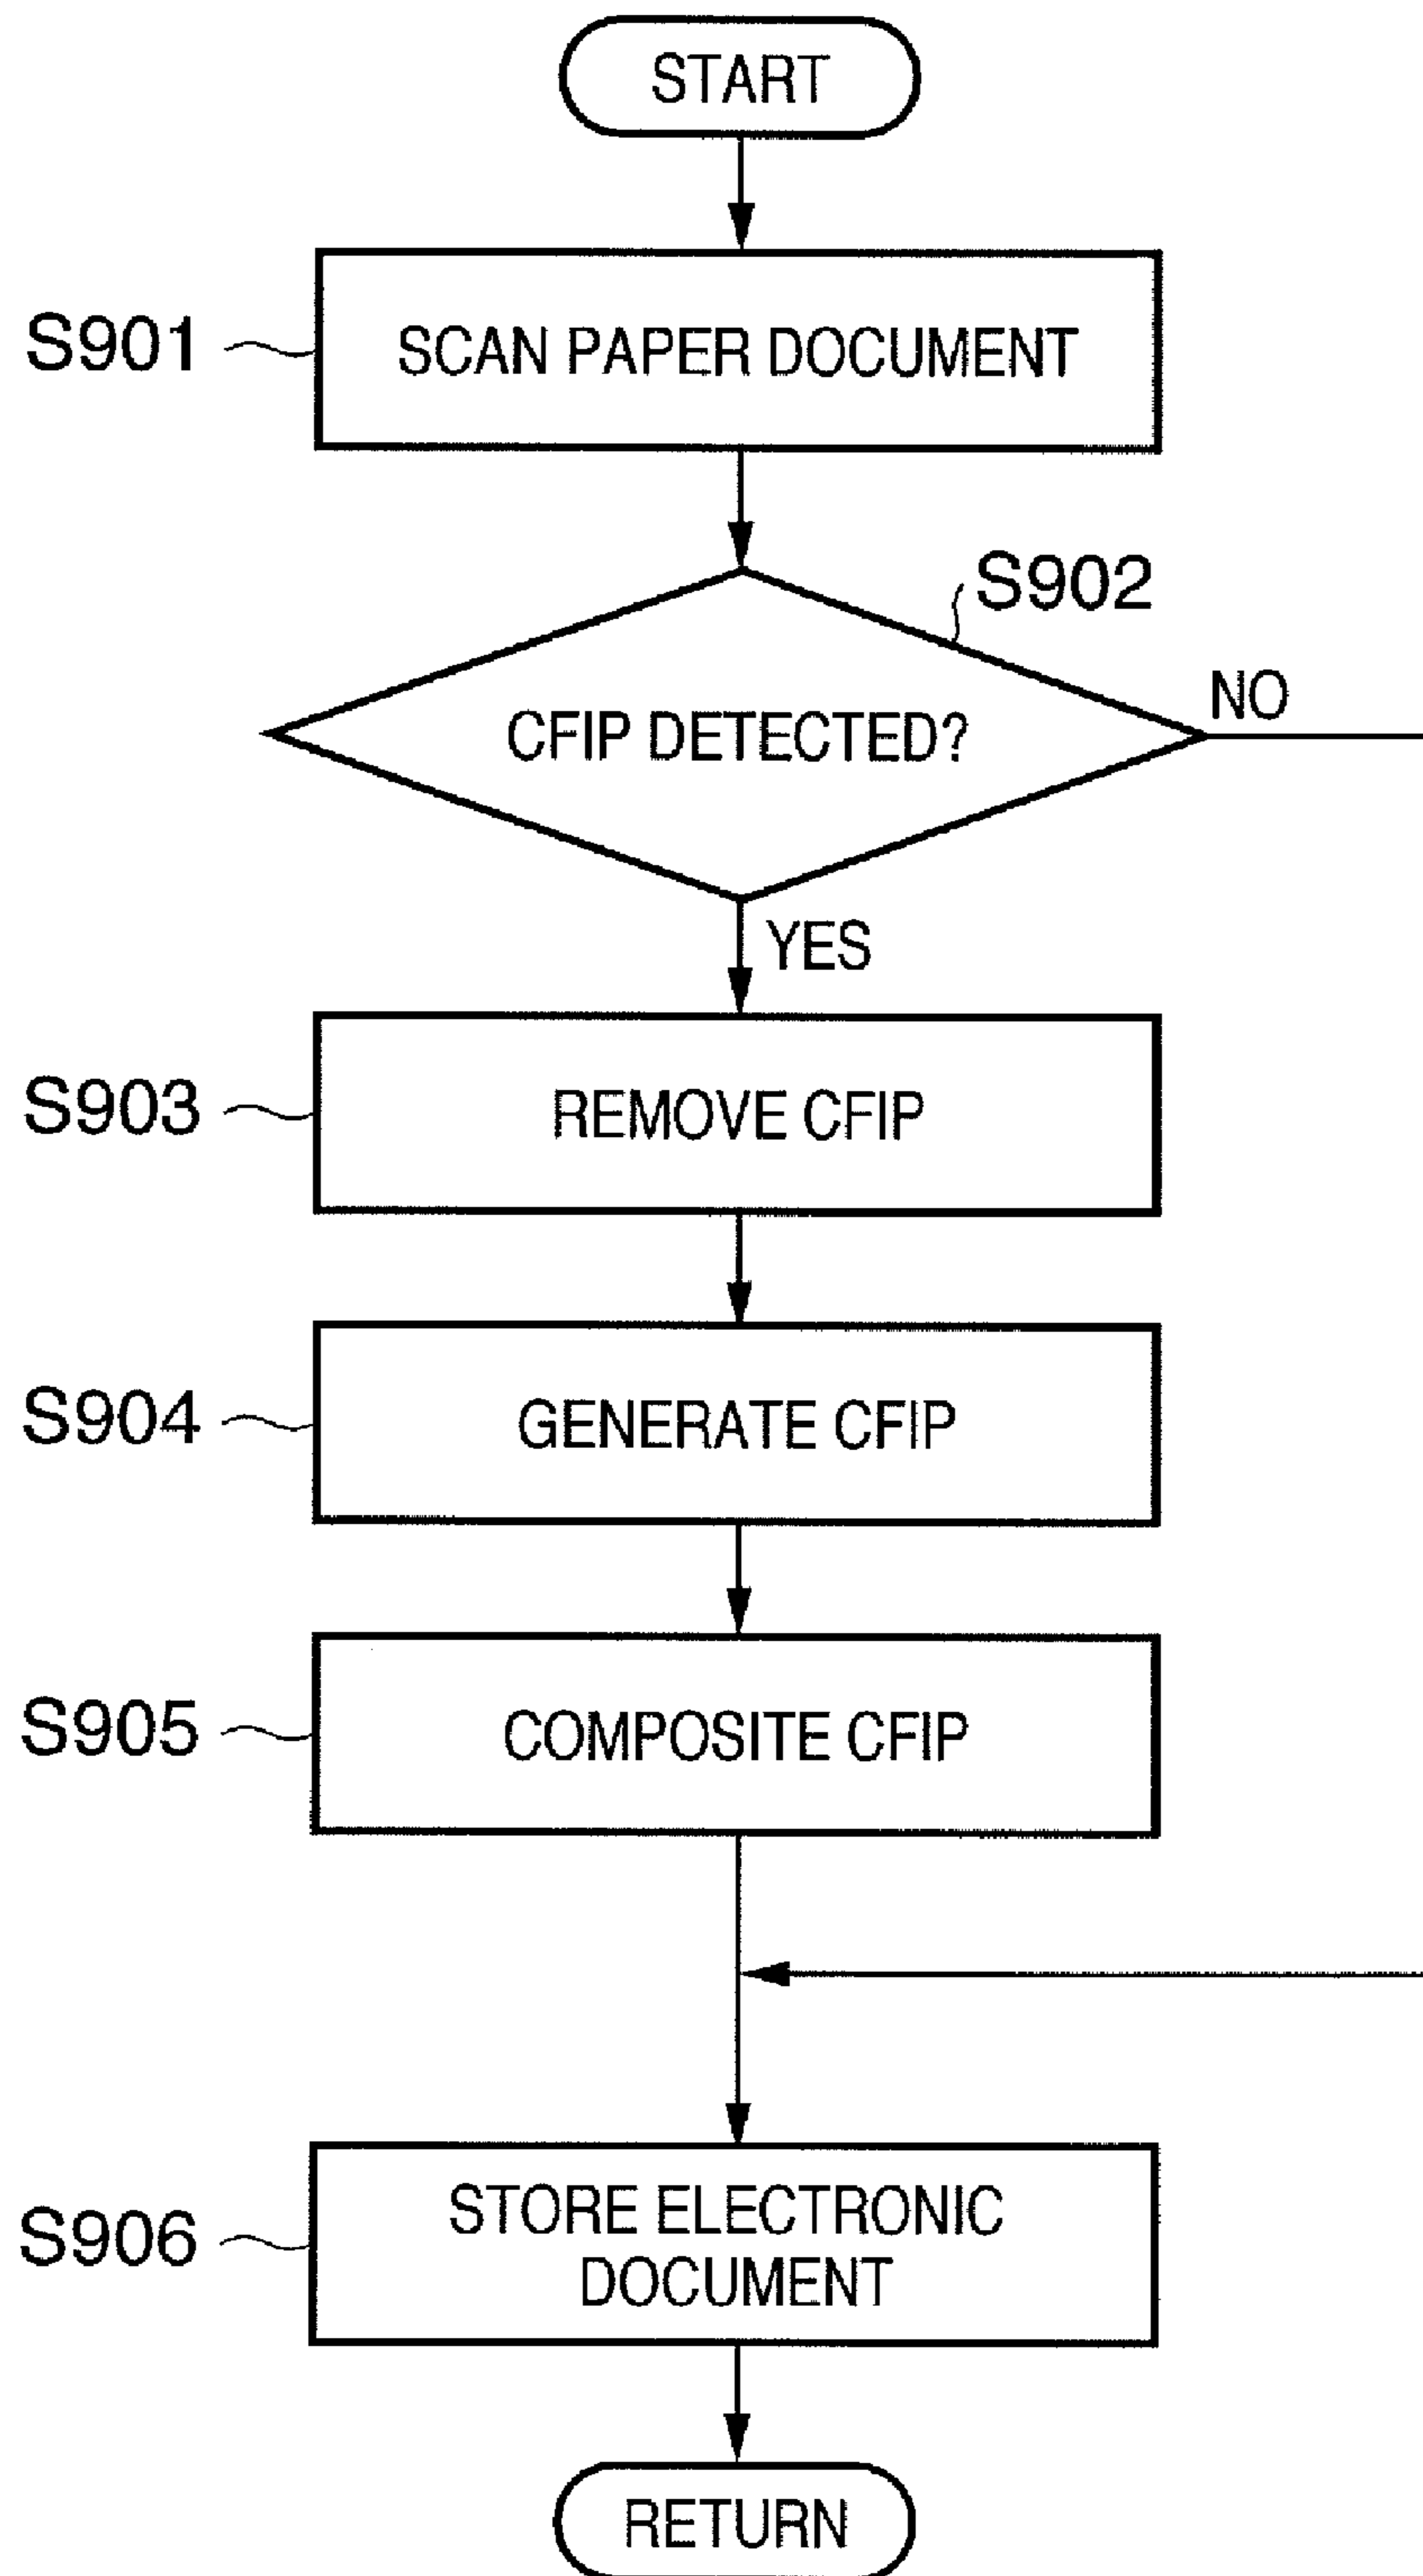 START
S901
SCAN PAPER DOCUMENT
S902
CFIP DETECTED?
NO
YES
S903
REMOVE CFIP
S904
GENERATE CFIP
S905
COMPOSITE CFIP
S906
STORE ELECTRONIC
DOCUMENT
RETURN